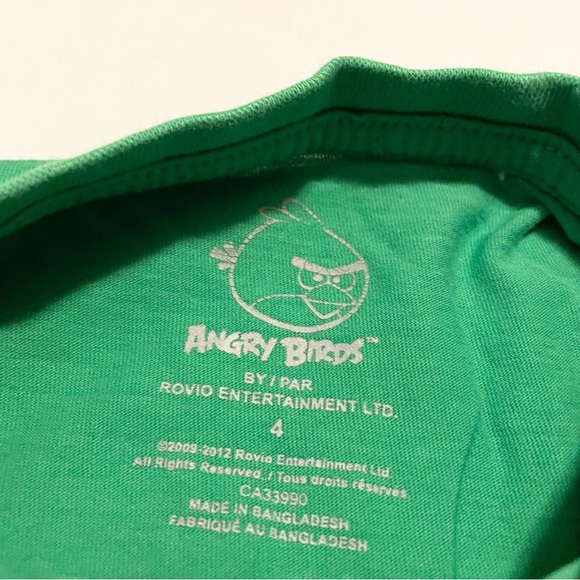 ANGRY BIRDS™
BY / PAR
ROVIO ENTERTAINMENT LTD.
4
©2009-2012 Rovio Entertainment Ltd.
All Rights Reserved. / Tous droits réservés.
CA33990
MADE IN BANGLADESH
FABRIQUÉ AU BANGLADESH